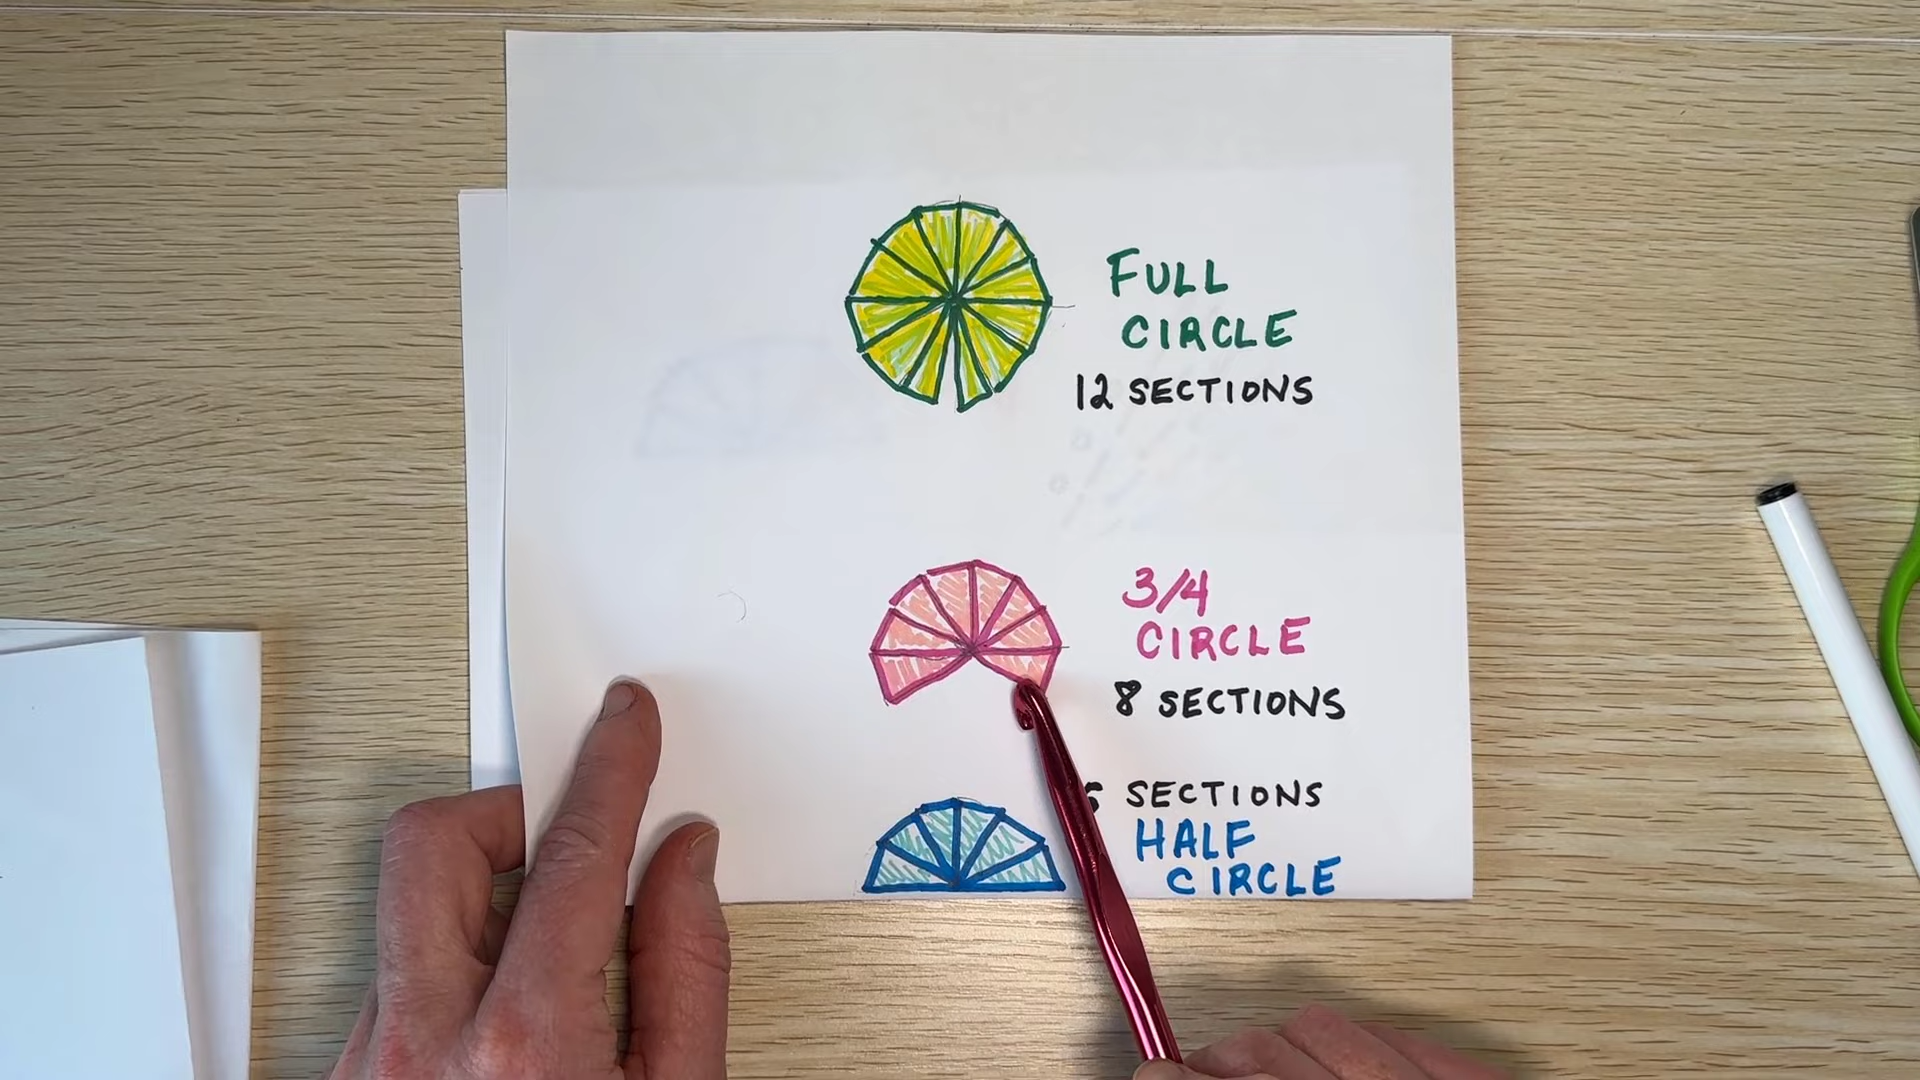 FULL
CIRCLE
12 SECTIONS
3/4
CIRCLE
8 SECTIONS
SECTIONS
HALF
CIRCLE